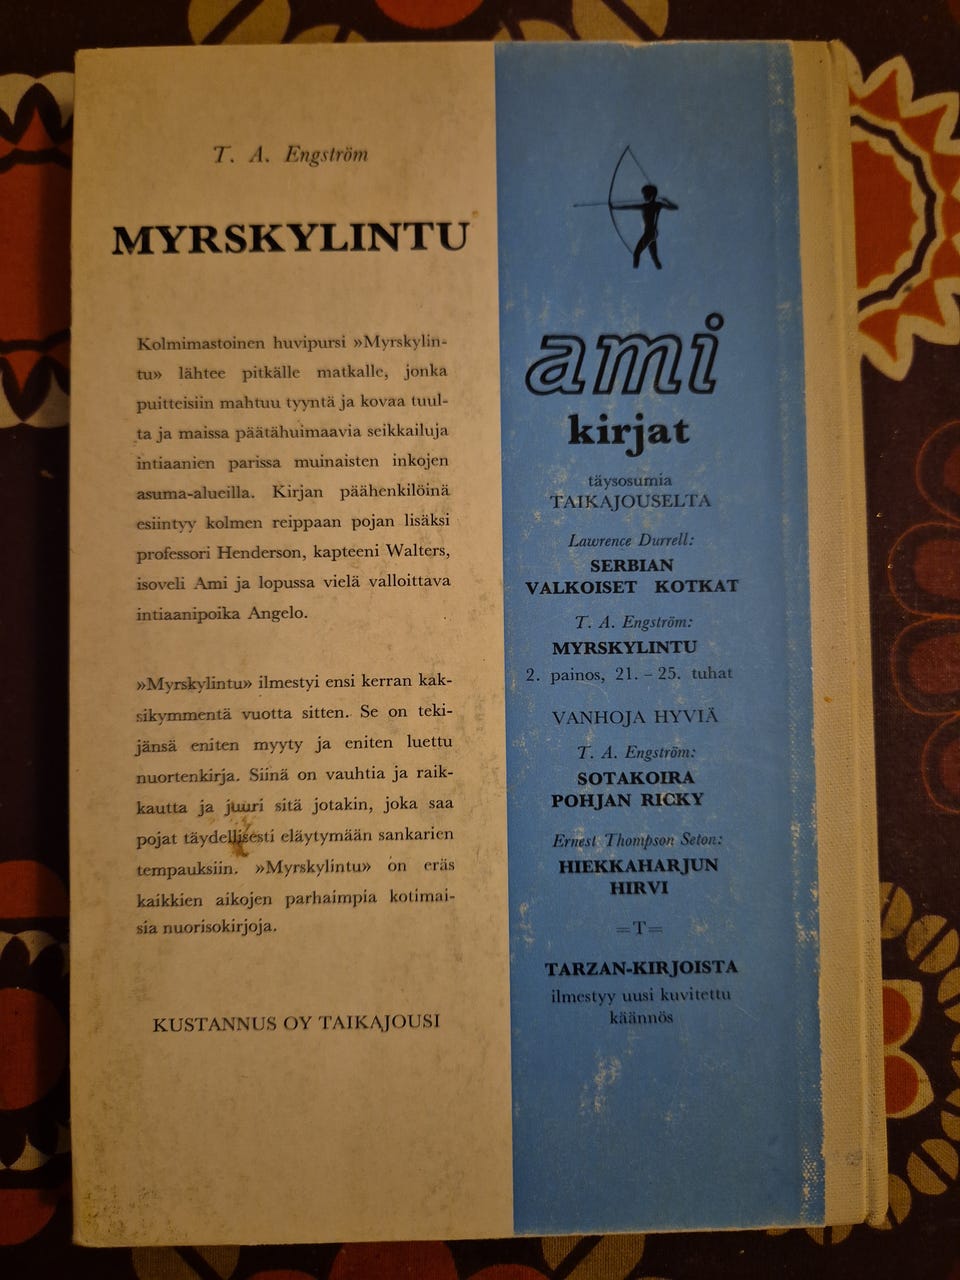 T. A. Engström
MYRSKYLINTU
Kolmimastoinen huvipursi »Myrskylin-
tu» lähtee pitkälle matkalle, jonka
puitteisiin mahtuu tyyntä ja kovaa tuul-
ta ja maissa päätähuimaavia seikkailuja
intiaanien parissa muinaisten inkojen
asuma-alueilla. Kirjan päähenkilöinä
esiintyy kolmen reippaan pojan lisäksi
professori Henderson, kapteeni Walters,
isoveli Ami ja lopussa vielä valloittava
intiaanipoika Angelo.
»Myrskylintu» ilmestyi ensi kerran kak-
sikymmentä vuotta sitten. Se on teki-
jänsä eniten myyty ja eniten luettu
nuortenkirja. Siinä on vauhtia ja raik-
kautta ja juuri sitä jotakin, joka saa
pojat täydellisesti eläytymään sankarien
tempauksiin. »Myrskylintu» on eräs
kaikkien aikojen parhaimpia kotimai-
sia nuorisokirjoja.
KUSTANNUS OY TAIKAJOUSI
ami
kirjat
täysosumia
TAIKAJOUSELTA
Lawrence Durrell:
SERBIAN
VALKOISET KOTKAT
T. A. Engström:
MYRSKYLINTU
2. painos, 21. – 25. tuhat
VANHOJA HYVIÄ
T. A. Engström:
SOTAKOIRA
POHJAN RICKY
Ernest Thompson Seton:
HIEKKAHARJUN
HIRVI
=T=
TARZAN-KIRJOISTA
ilmestyy uusi kuvitettu
käännös